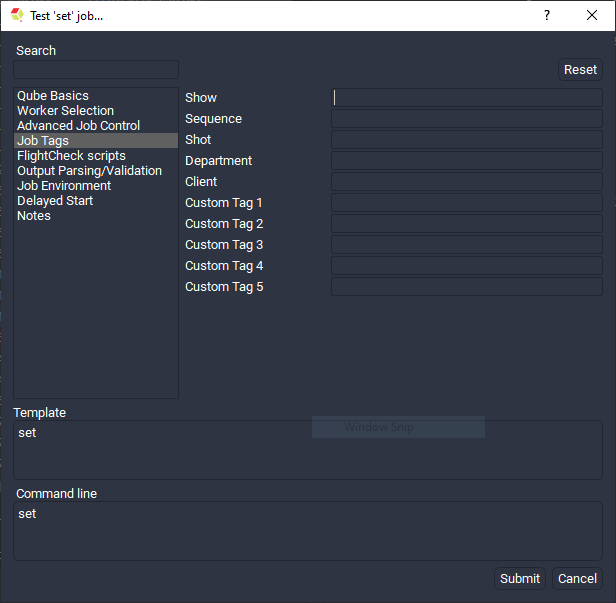 Test 'set' job...
?
Search
Reset
Qube Basics
Worker Selection
Advanced Job Control
Job Tags
FlightCheck scripts
Output Parsing/Validation
Job Environment
Delayed Start
Notes
Show
Sequence
Shot
Department
Client
Custom Tag 1
Custom Tag 2
Custom Tag 3
Custom Tag 4
Custom Tag 5
Template
set
Window Snip
Command line
set
Submit
Cancel